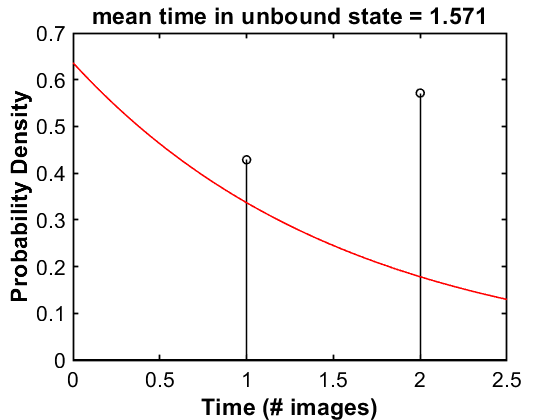 mean time in unbound state = 1.571
0.7
0.6
0.5
0.4
0.3
0.2
0.1
0
Probability Density
0 0.5 1 1.5 2 2.5
Time (# images)